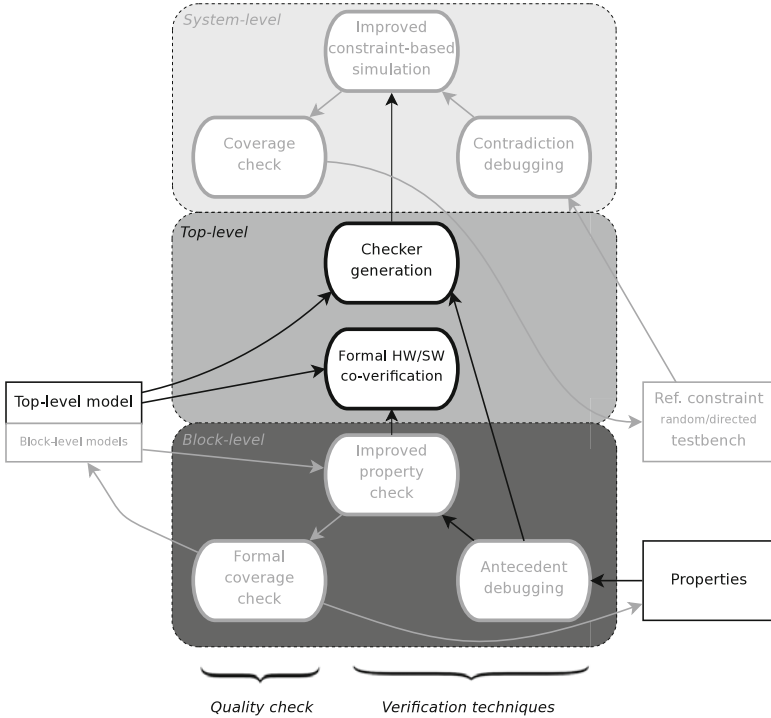 System-level
Improved
constraint-based
simulation
Coverage
check
Contradiction
debugging
Top-level
Checker
generation
Formal HW/SW
co-verification
Top-level model
Block-level models
Ref. constraint
random/directed
testbench
Block-level
Improved
property
check
Formal
coverage
check
Antecedent
debugging
Properties
Quality check
Verification techniques